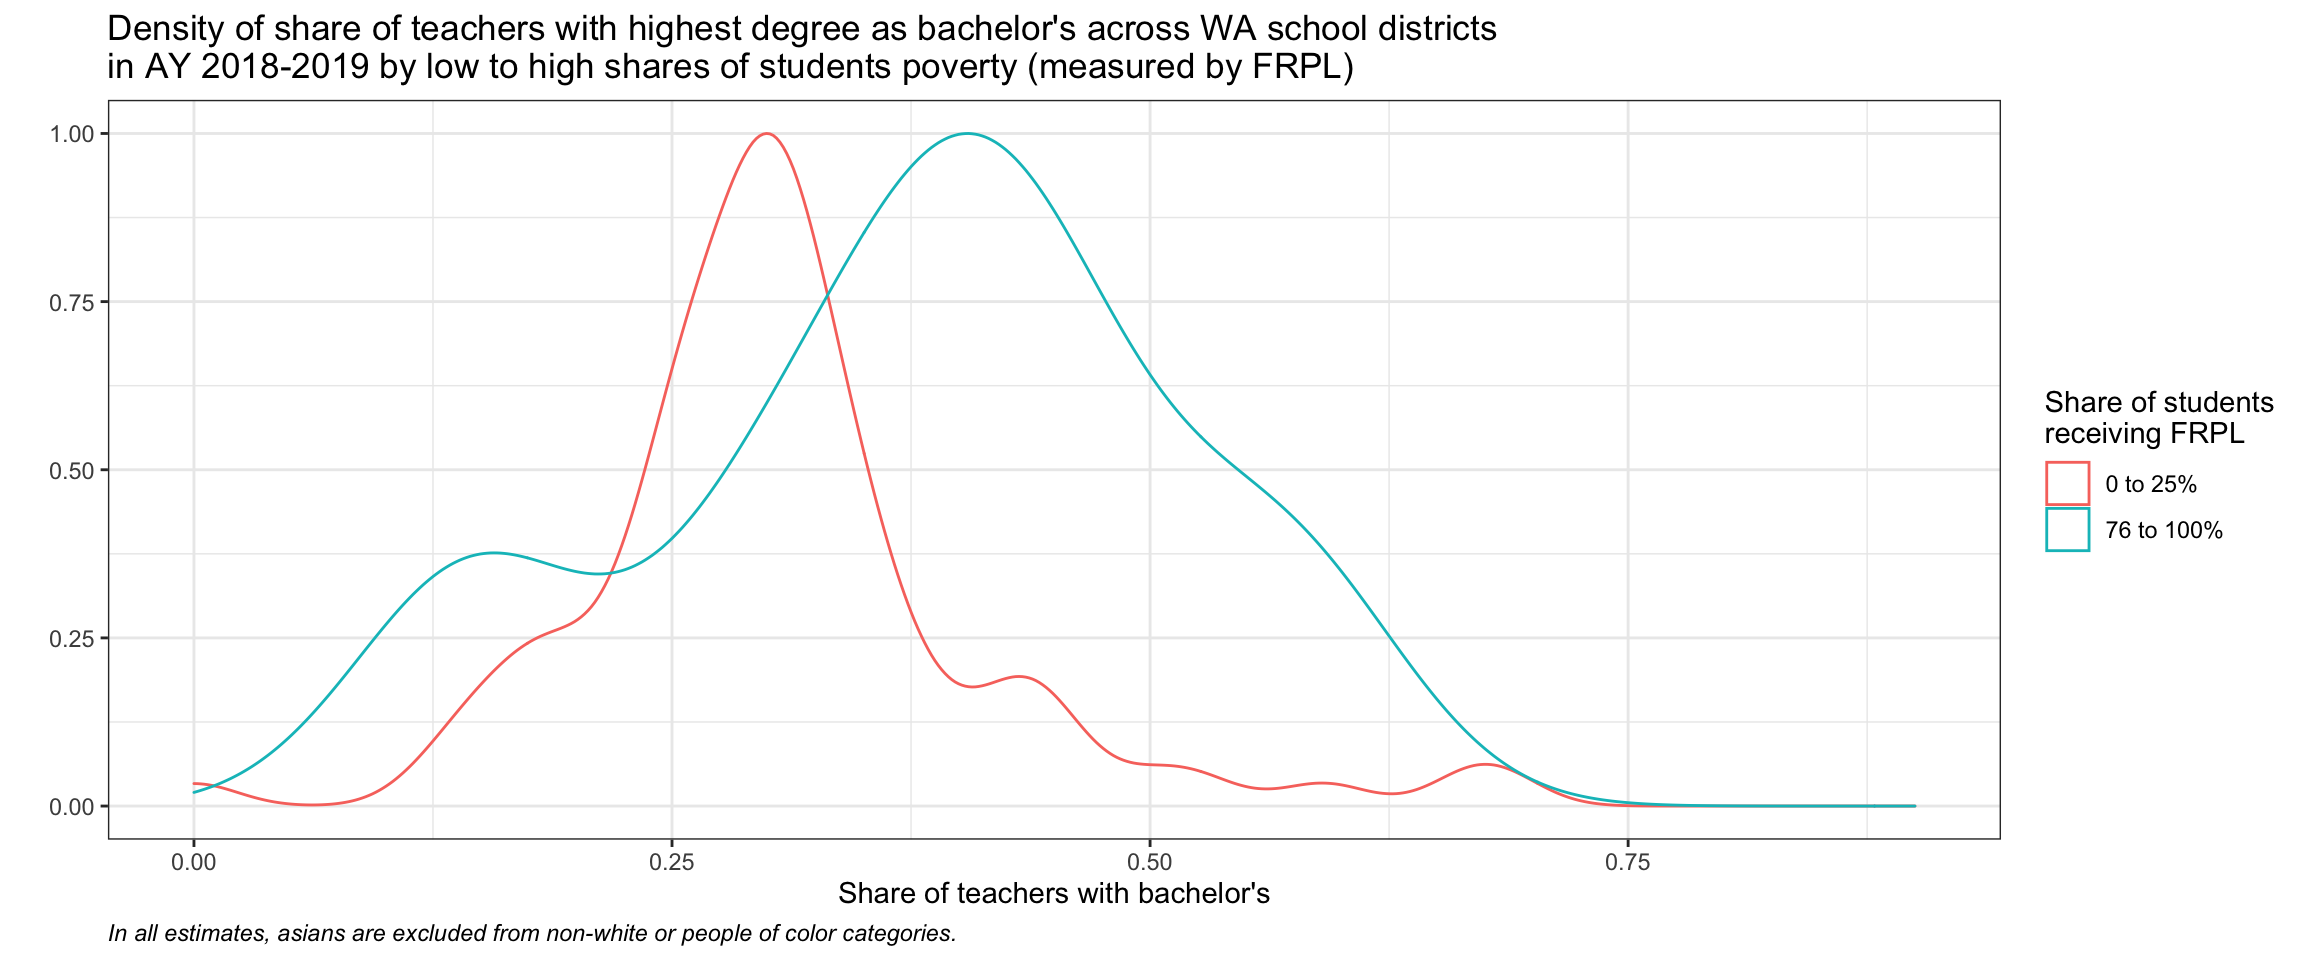 Density of share of teachers with highest degree as bachelor's across WA school districts
in AY 2018-2019 by low to high shares of students poverty (measured by FRPL)
1.00
0.75
0.50
0.25
0.00
0.00
0.25
0.50
0.75
Share of teachers with bachelor's
Share of students
receiving FRPL
0 to 25%
76 to 100%
In all estimates, asians are excluded from non-white or people of color categories.